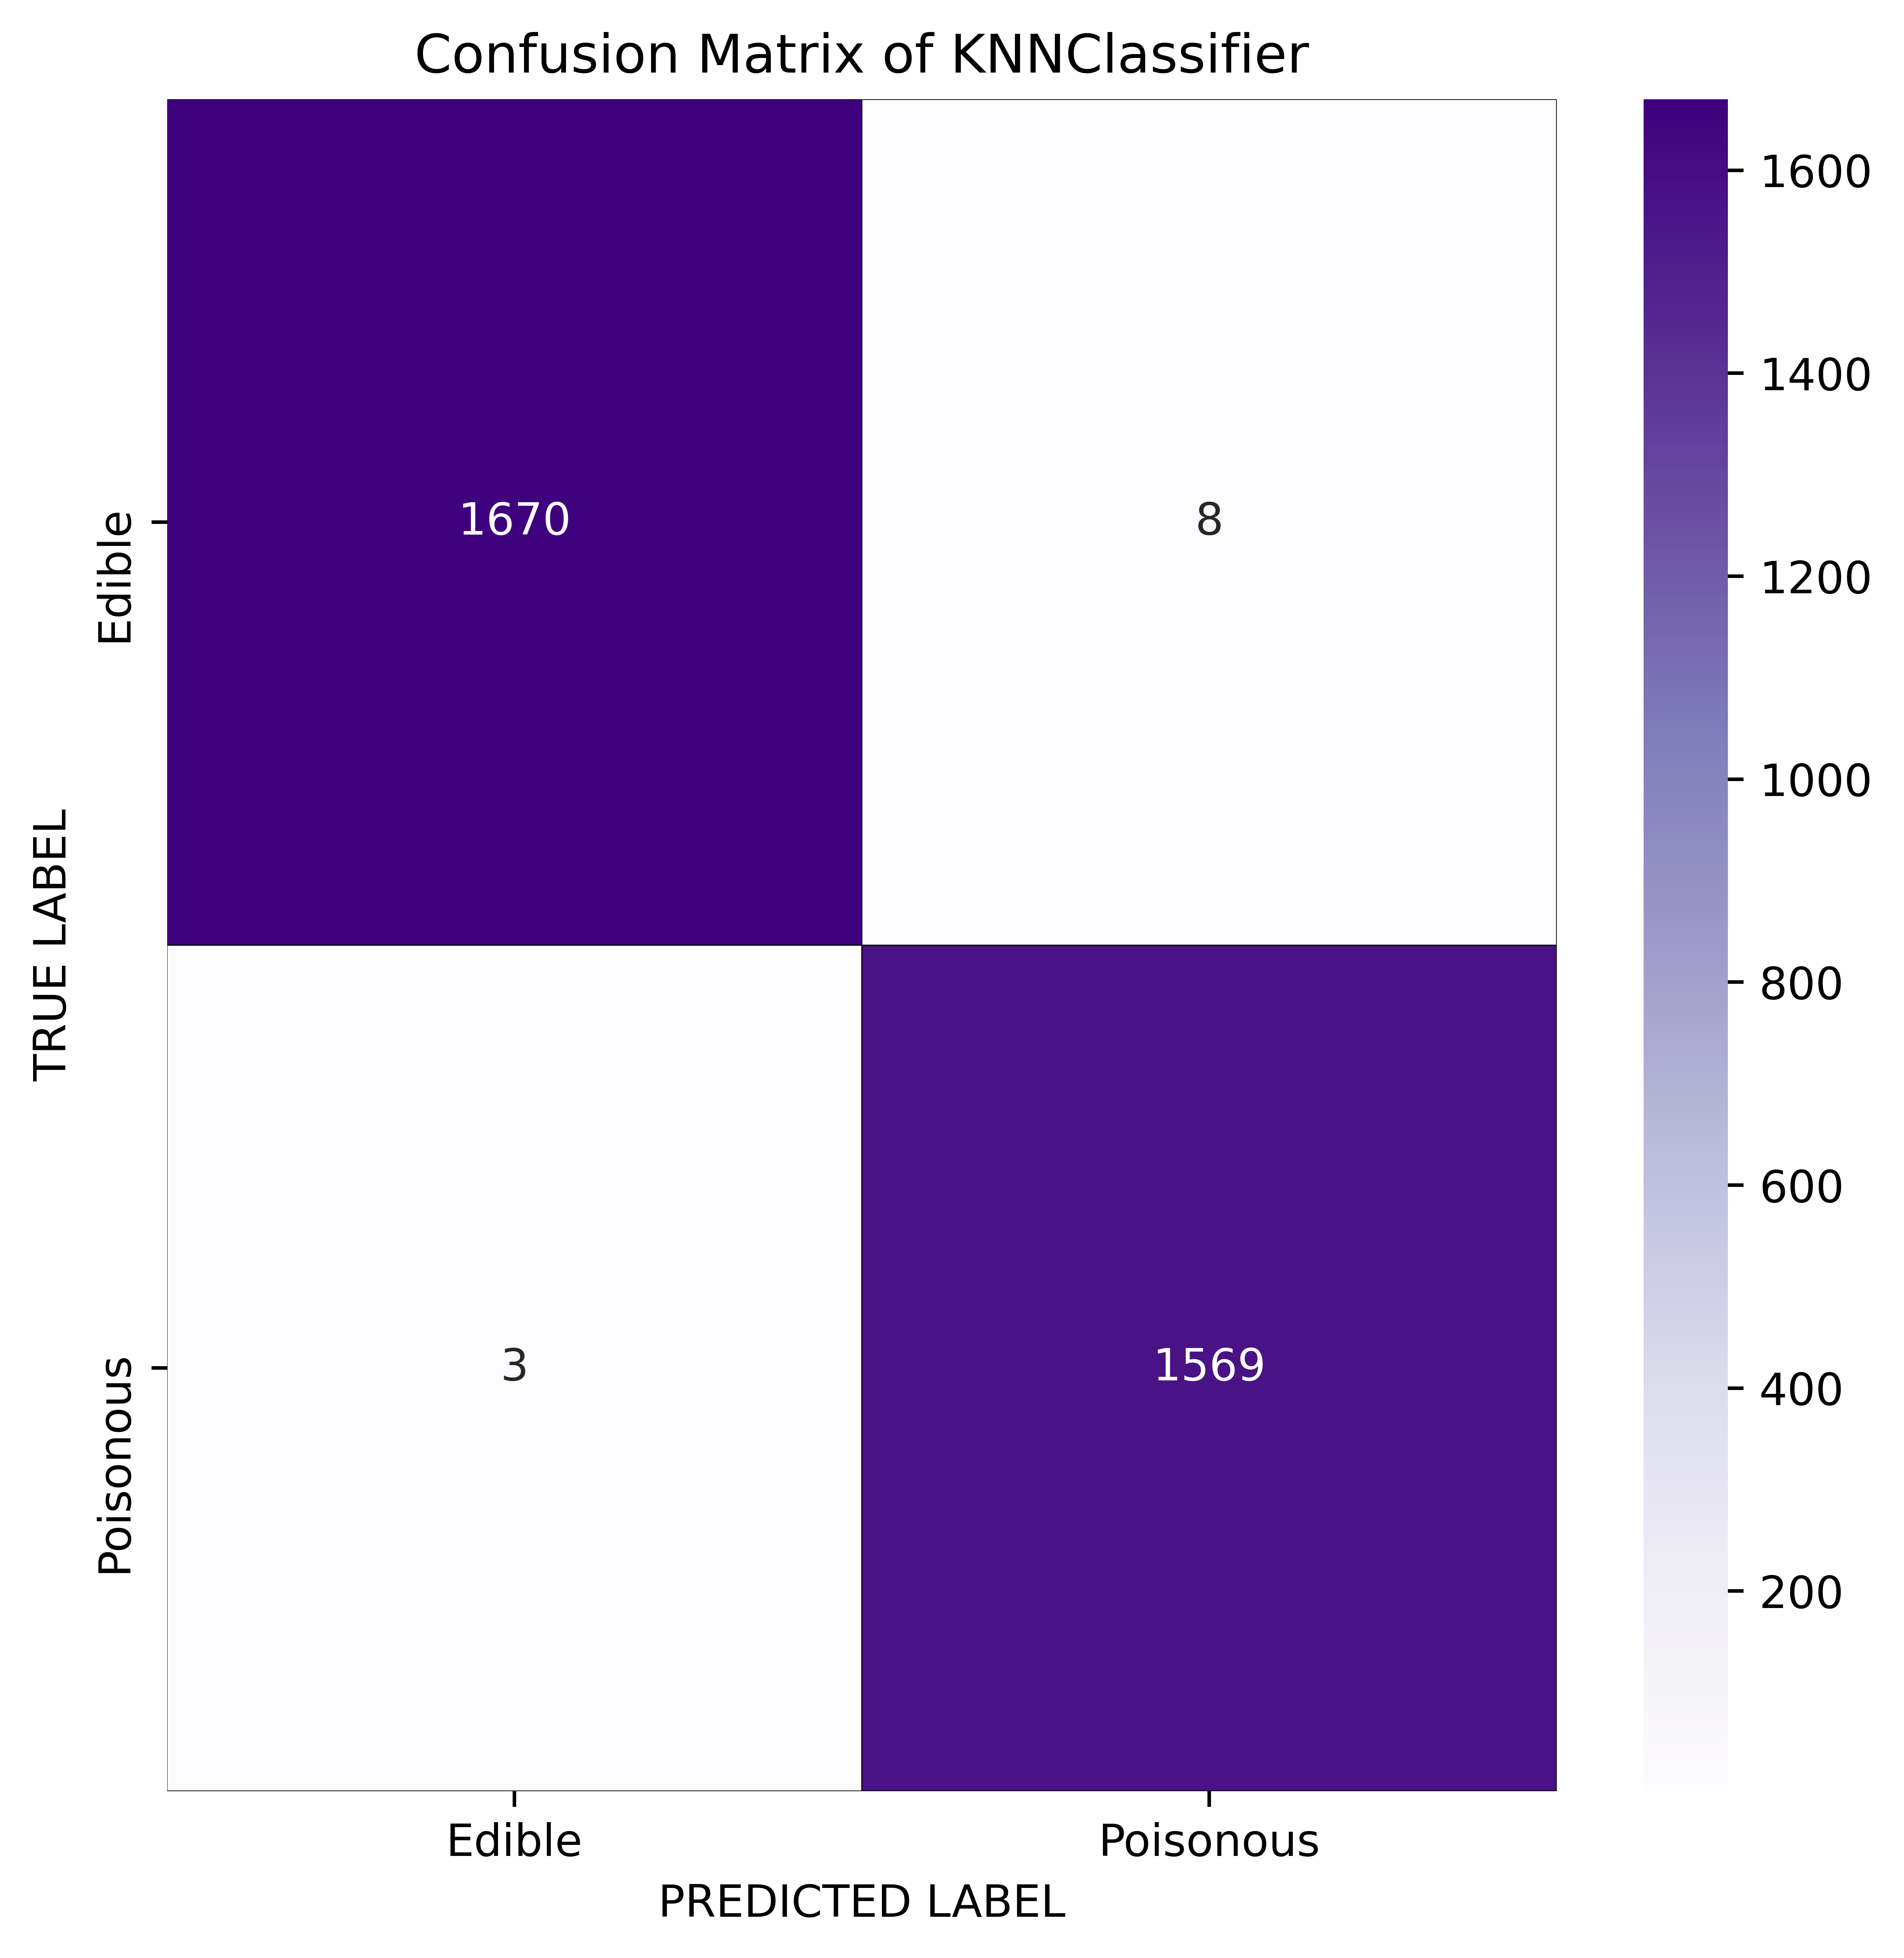 Confusion Matrix of KNNClassifier
1600
1400
1200
1000
800
600
400
200
TRUE LABEL
Edible
Poisonous
1670
8
3
1569
Edible
Poisonous
PREDICTED LABEL